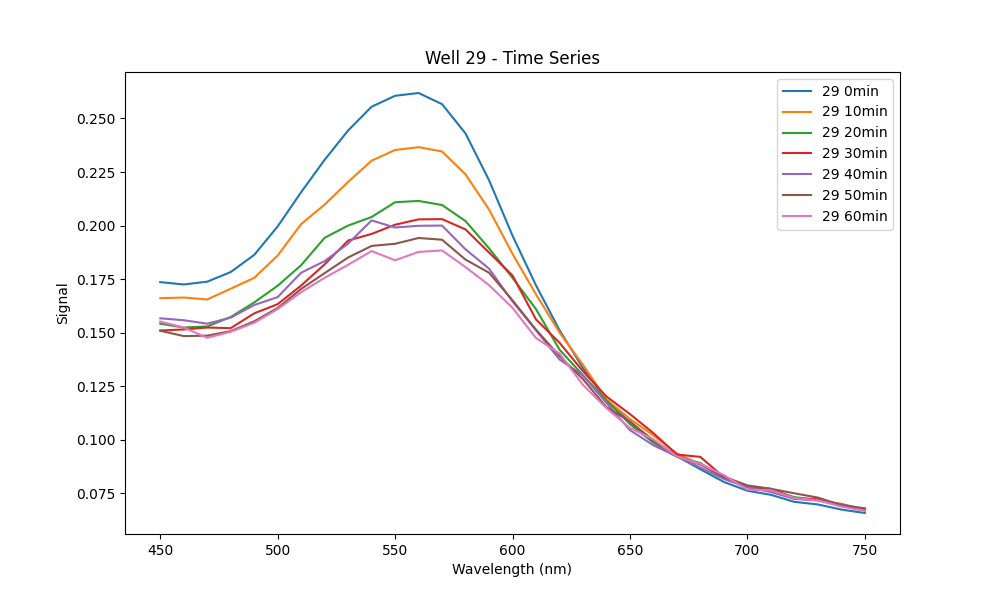 Well 29 - Time Series
Signal
0.250
0.225
0.200
0.175
0.150
0.125
0.100
0.075
29 0min
29 10min
29 20min
29 30min
29 40min
29 50min
29 60min
450 500 550 600 650 700 750
Wavelength (nm)